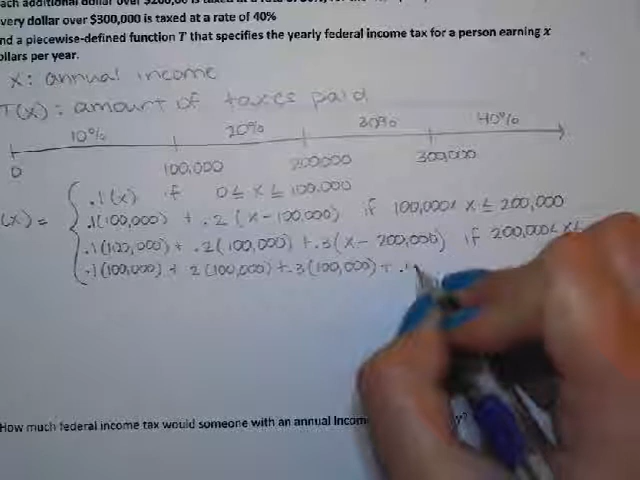 ach additional dollar over $200,00 is taxed at a rate of 30%,
very dollar over $300,000 is taxed at a rate of 40%
nd a piecewise-defined function T that specifies the yearly federal income tax for a person earning x
ollars per year.
x: annual income
T(x): amount of taxes paid
10% 20% 30% 40%
0 100,000 200,000 300,000
.1(x) if 0 ≤ x ≤ 100,000
(x) = .1(100,000) + .2(x-100,000) if 100,000< x ≤ 200,000
.1(100,000) + .2(100,000) + .3(x-200,000) if 200,000< x ≤
.1(100,000) + .2(100,000) + .3(100,000) + .
How much federal income tax would someone with an annual incom y?